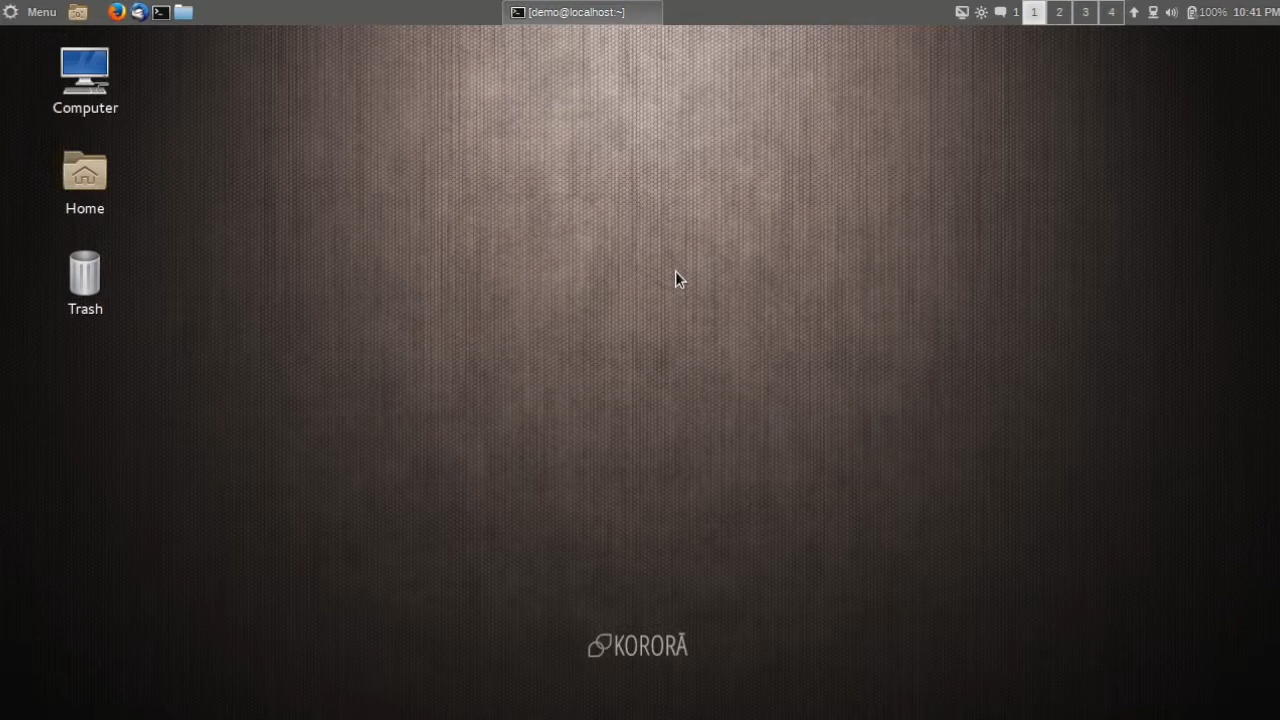 Menu
[demo@localhost:~]
1 1 2 3 4 100% 10:41 PM
Computer
Home
Trash
KORORĀ